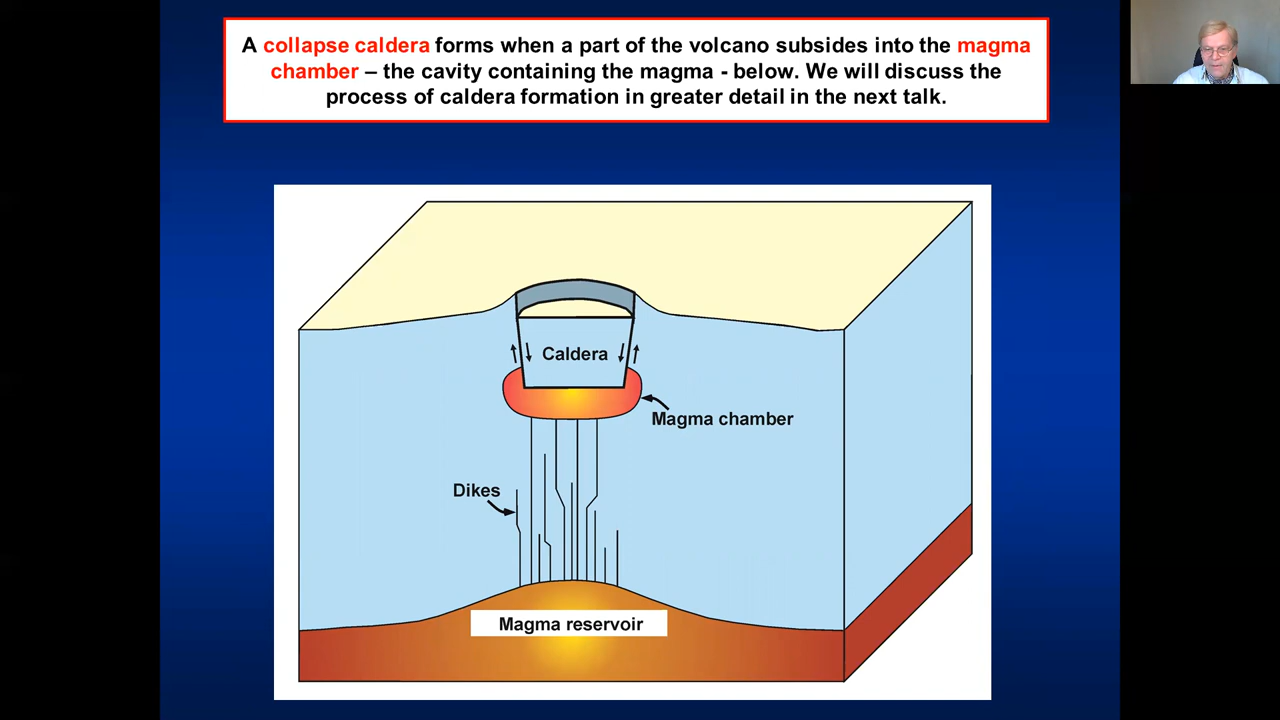 A collapse caldera forms when a part of the volcano subsides into the magma
chamber – the cavity containing the magma - below. We will discuss the
process of caldera formation in greater detail in the next talk.
Caldera
Magma chamber
Dikes
Magma reservoir